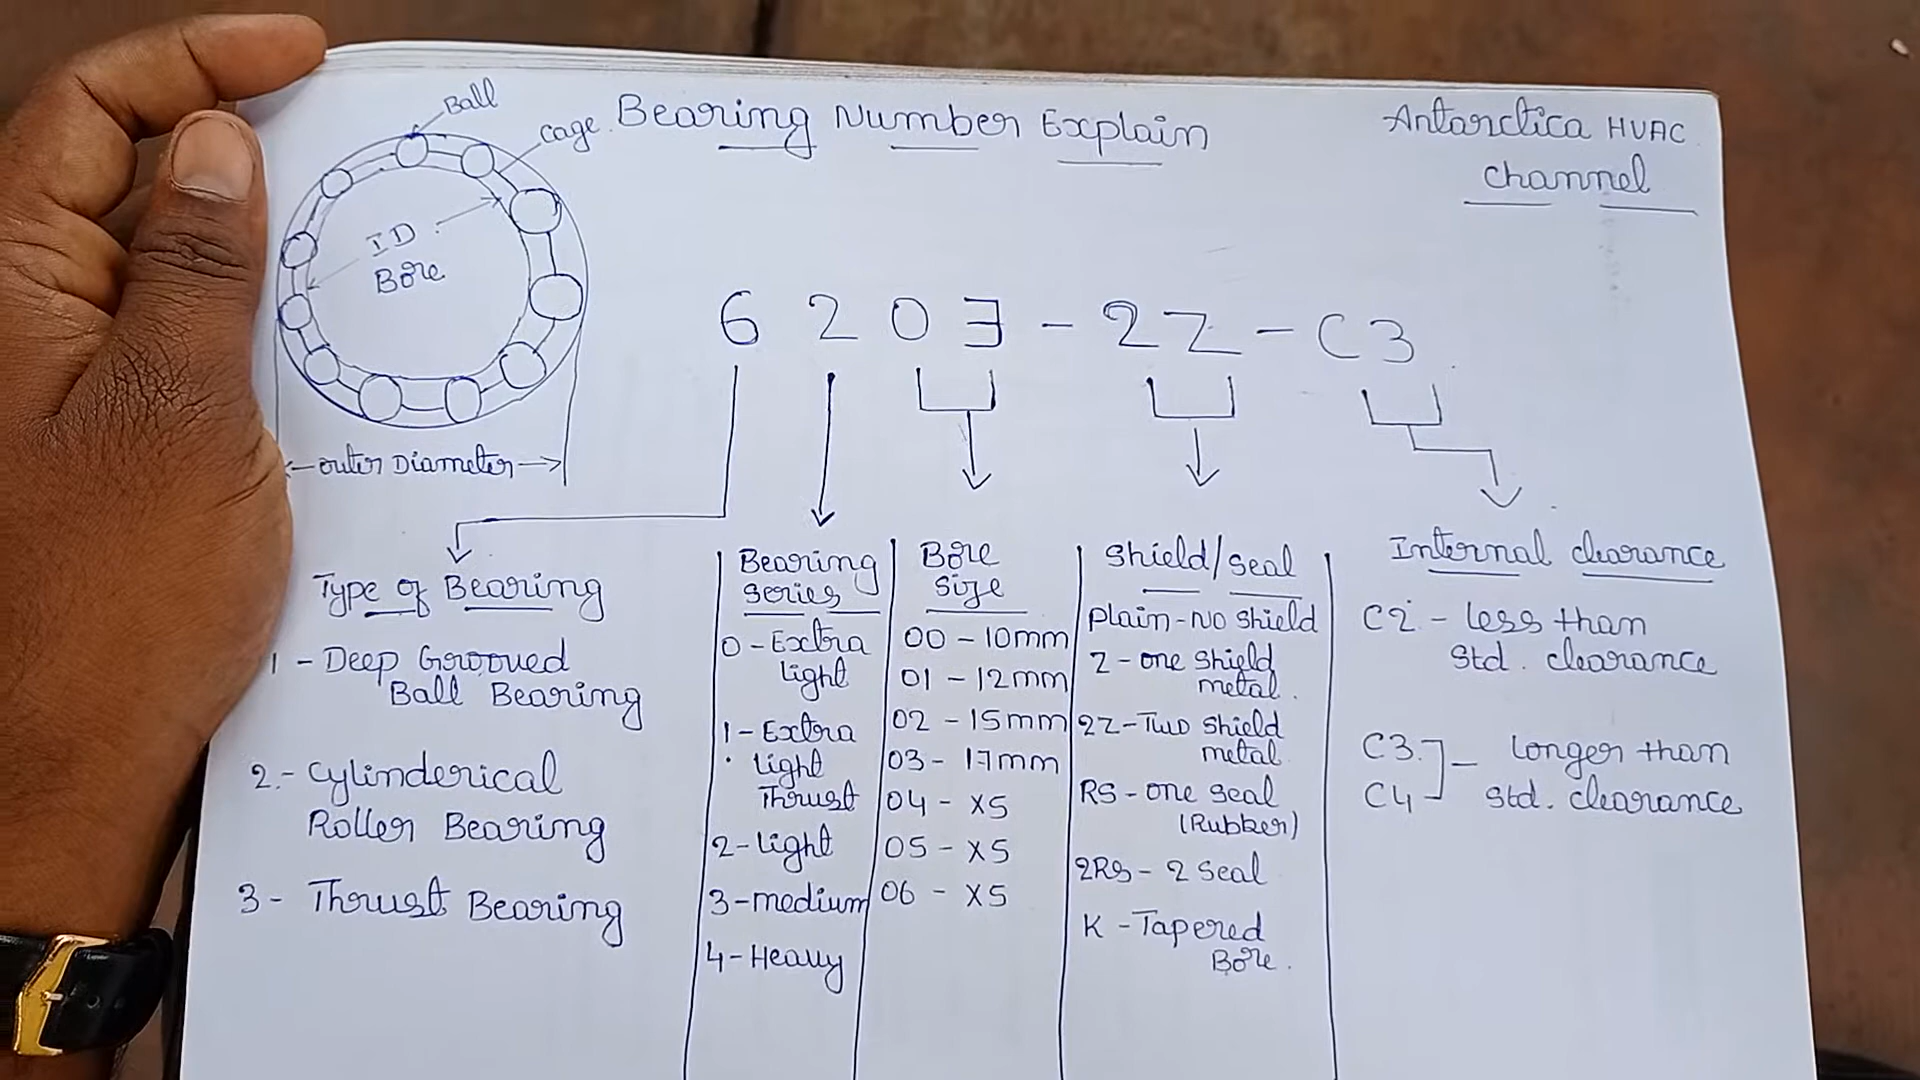 Ball
Cage.
Bearing Number Explain
Antarctica HVAC
Channel
ID
Bore
6203-2Z-C3
outer Diameter
Type of Bearing
1 - Deep Grooved
Ball Bearing
2 - Cylinderical
Roller Bearing
3 - Thrust Bearing
Bearing
Series
0 - Extra
light
1 - Extra
light
Thrust
2 - light
3 - medium
4 - Heavy
Bore
Size
00 - 10mm
01 - 12mm
02 - 15mm
03 - 17mm
04 - X5
05 - X5
06 - X5
Shield/Seal
Plain - No Shield
Z - one Shield
metal.
2Z - Two Shield
metal
RS - one Seal
(Rubber)
2RS - 2 Seal
K - Tapered
Bore.
Internal clearance
C2 - less than
Std. clearance
C3
C4
- longer than
Std. clearance